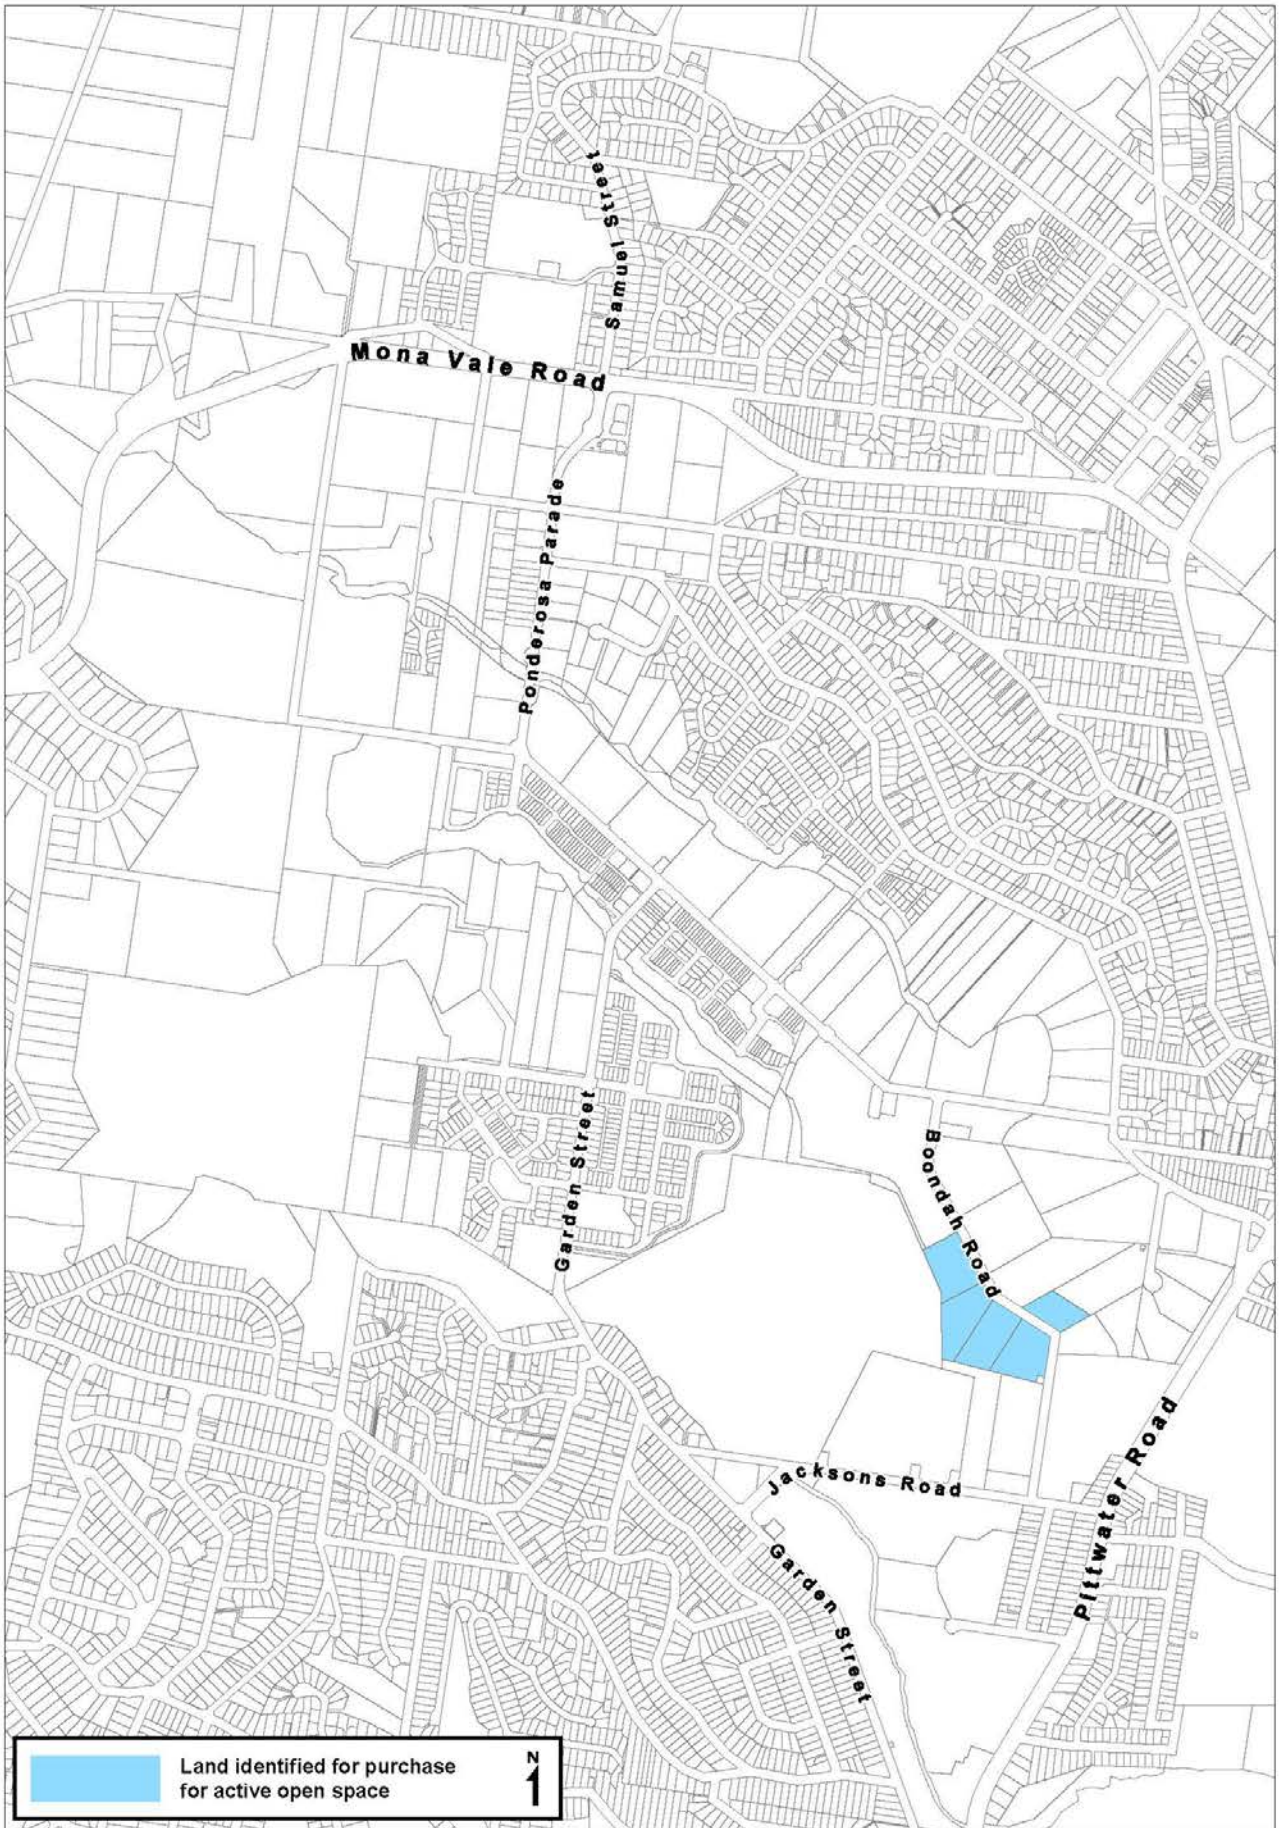 Samuel Street
Mona Vale Road
Ponderosa Parade
Garden Street
Boondah Road
Jacksons Road
Pittwater Road
Garden Street
Land identified for purchase
for active open space
N